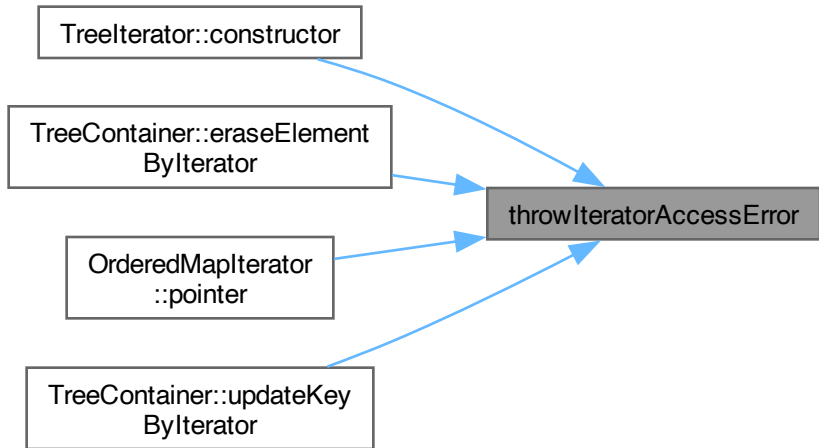 TreeIterator::constructor
TreeContainer::eraseElement
ByIterator
throwIteratorAccessError
OrderedMapIterator
::pointer
TreeContainer::updateKey
ByIterator